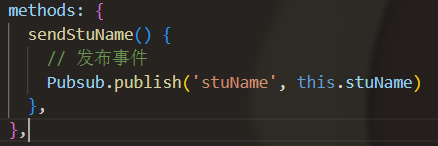 methods: {
sendStuName() {
// 发布事件
Pubsub.publish('stuName', this.stuName)
},
},